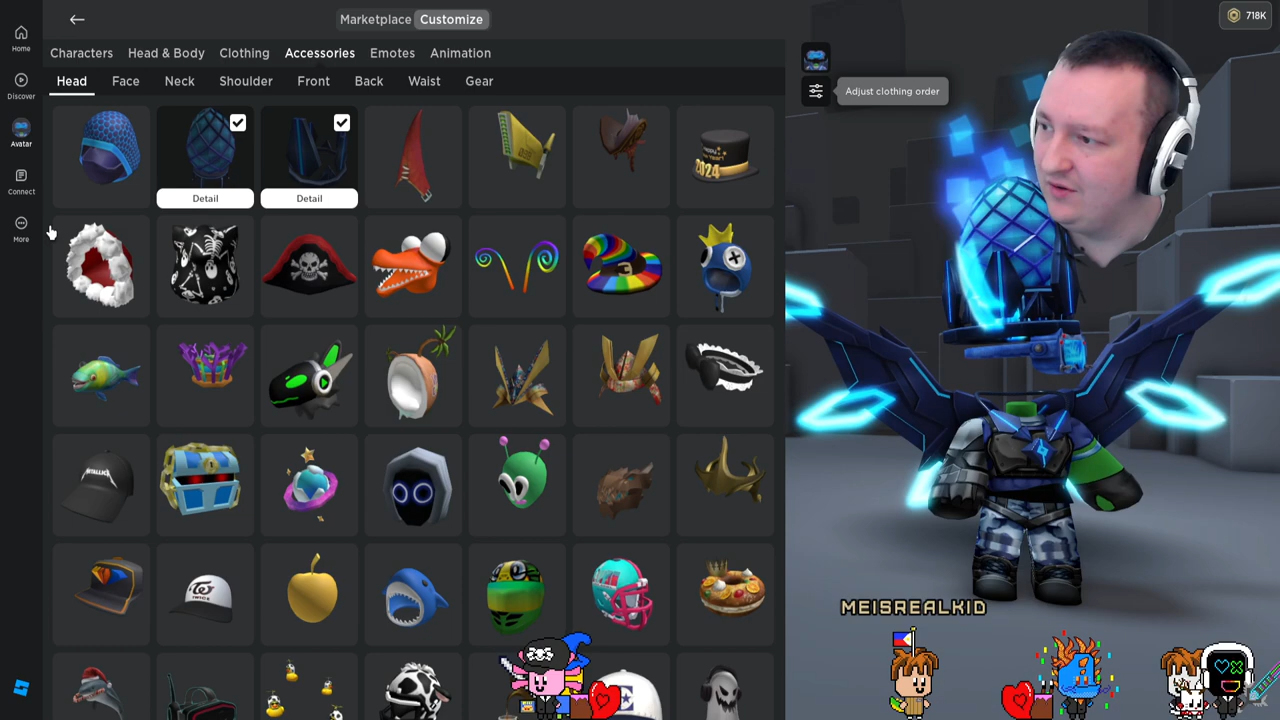 Marketplace Customize
718K
Home
Discover
Avatar
Connect
More
Characters Head & Body Clothing Accessories Emotes Animation
Head Face Neck Shoulder Front Back Waist Gear
Adjust clothing order
Detail Detail
2024
METALLICA
TWICE
MEISREALKID